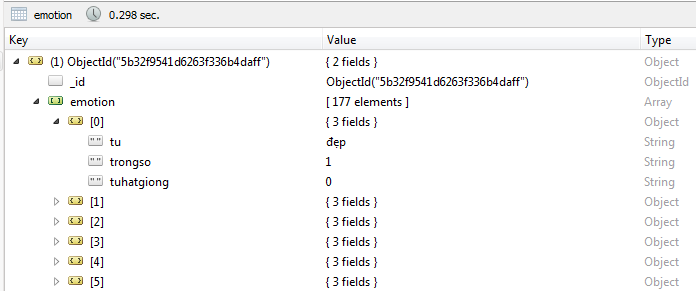 emotion 0.298 sec.
Key Value Type
(1) ObjectId("5b32f9541d6263f336b4daff") { 2 fields } Object
_id ObjectId("5b32f9541d6263f336b4daff") ObjectId
emotion [ 177 elements ] Array
[0] { 3 fields } Object
" " tu đẹp String
" " trongso 1 String
" " tuhatgiong 0 String
[1] { 3 fields } Object
[2] { 3 fields } Object
[3] { 3 fields } Object
[4] { 3 fields } Object
[5] { 3 fields } Object